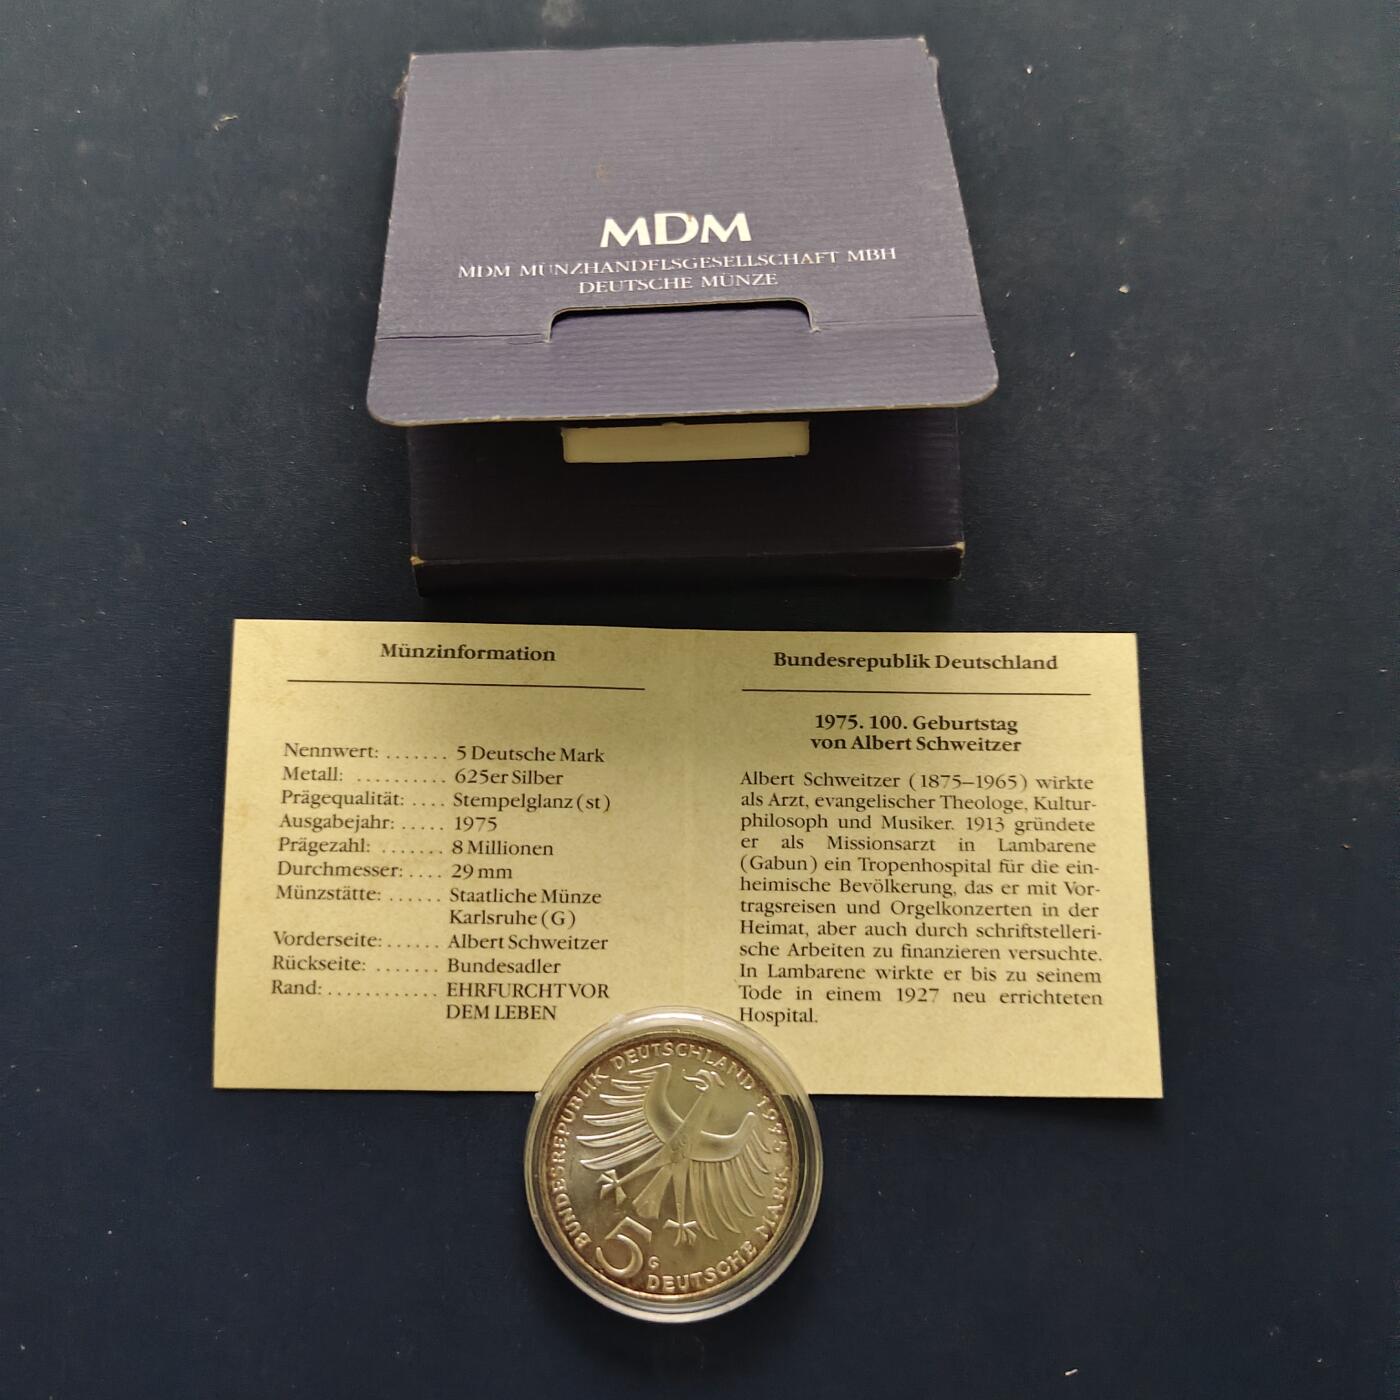 MDM
MDM MÜNZHANDELSGESELLSCHAFT MBH
DEUTSCHE MÜNZE
Münzinformation
Nennwert: ....... 5 Deutsche Mark
Metall: .......... 625er Silber
Prägequalität: .... Stempelglanz (st)
Ausgabejahr: ..... 1975
Prägezahl: ....... 8 Millionen
Durchmesser: .... 29 mm
Münzstätte: ...... Staatliche Münze
Karlsruhe (G)
Vorderseite: ...... Albert Schweitzer
Rückseite: ....... Bundesadler
Rand: ............ EHRFURCHT VOR
DEM LEBEN
Bundesrepublik Deutschland
1975. 100. Geburtstag
von Albert Schweitzer
Albert Schweitzer (1875–1965) wirkte
als Arzt, evangelischer Theologe, Kultur-
philosoph und Musiker. 1913 gründete
er als Missionsarzt in Lambarene
(Gabun) ein Tropenhospital für die ein-
heimische Bevölkerung, das er mit Vor-
tragsreisen und Orgelkonzerten in der
Heimat, aber auch durch schriftstelleri-
sche Arbeiten zu finanzieren versuchte.
In Lambarene wirkte er bis zu seinem
Tode in einem 1927 neu errichteten
Hospital.
BUNDESREPUBLIK DEUTSCHLAND 1975
5
G
DEUTSCHE MARK